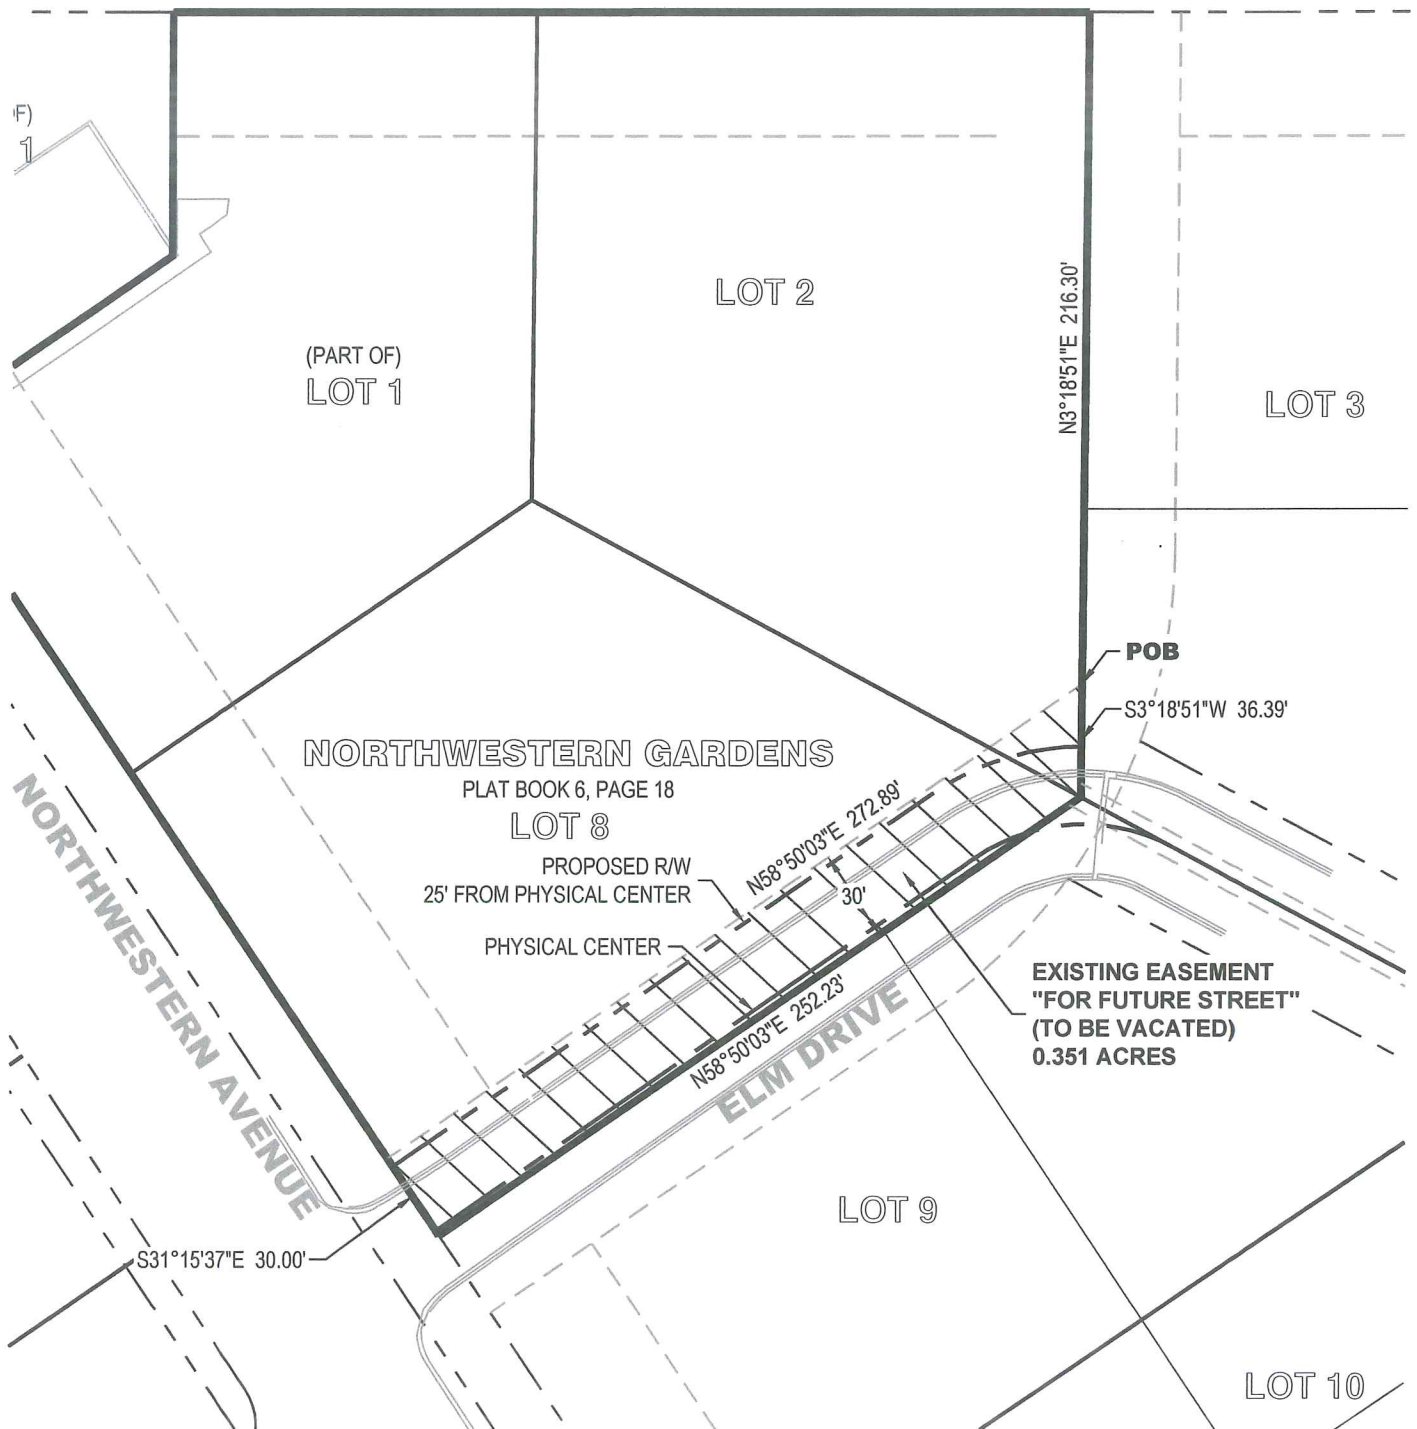 F)
1
LOT 2
N3°18'51"E 216.30'
(PART OF)
LOT 1
LOT 3
POB
S3°18'51"W 36.39'
NORTHWESTERN GARDENS
PLAT BOOK 6, PAGE 18
LOT 8
PROPOSED R/W
25' FROM PHYSICAL CENTER
N58°50'03"E 272.89'
30'
PHYSICAL CENTER
NORTHWESTERN AVENUE
N58°50'03"E 252.23'
ELM DRIVE
EXISTING EASEMENT
"FOR FUTURE STREET"
(TO BE VACATED)
0.351 ACRES
LOT 9
S31°15'37"E 30.00'
LOT 10